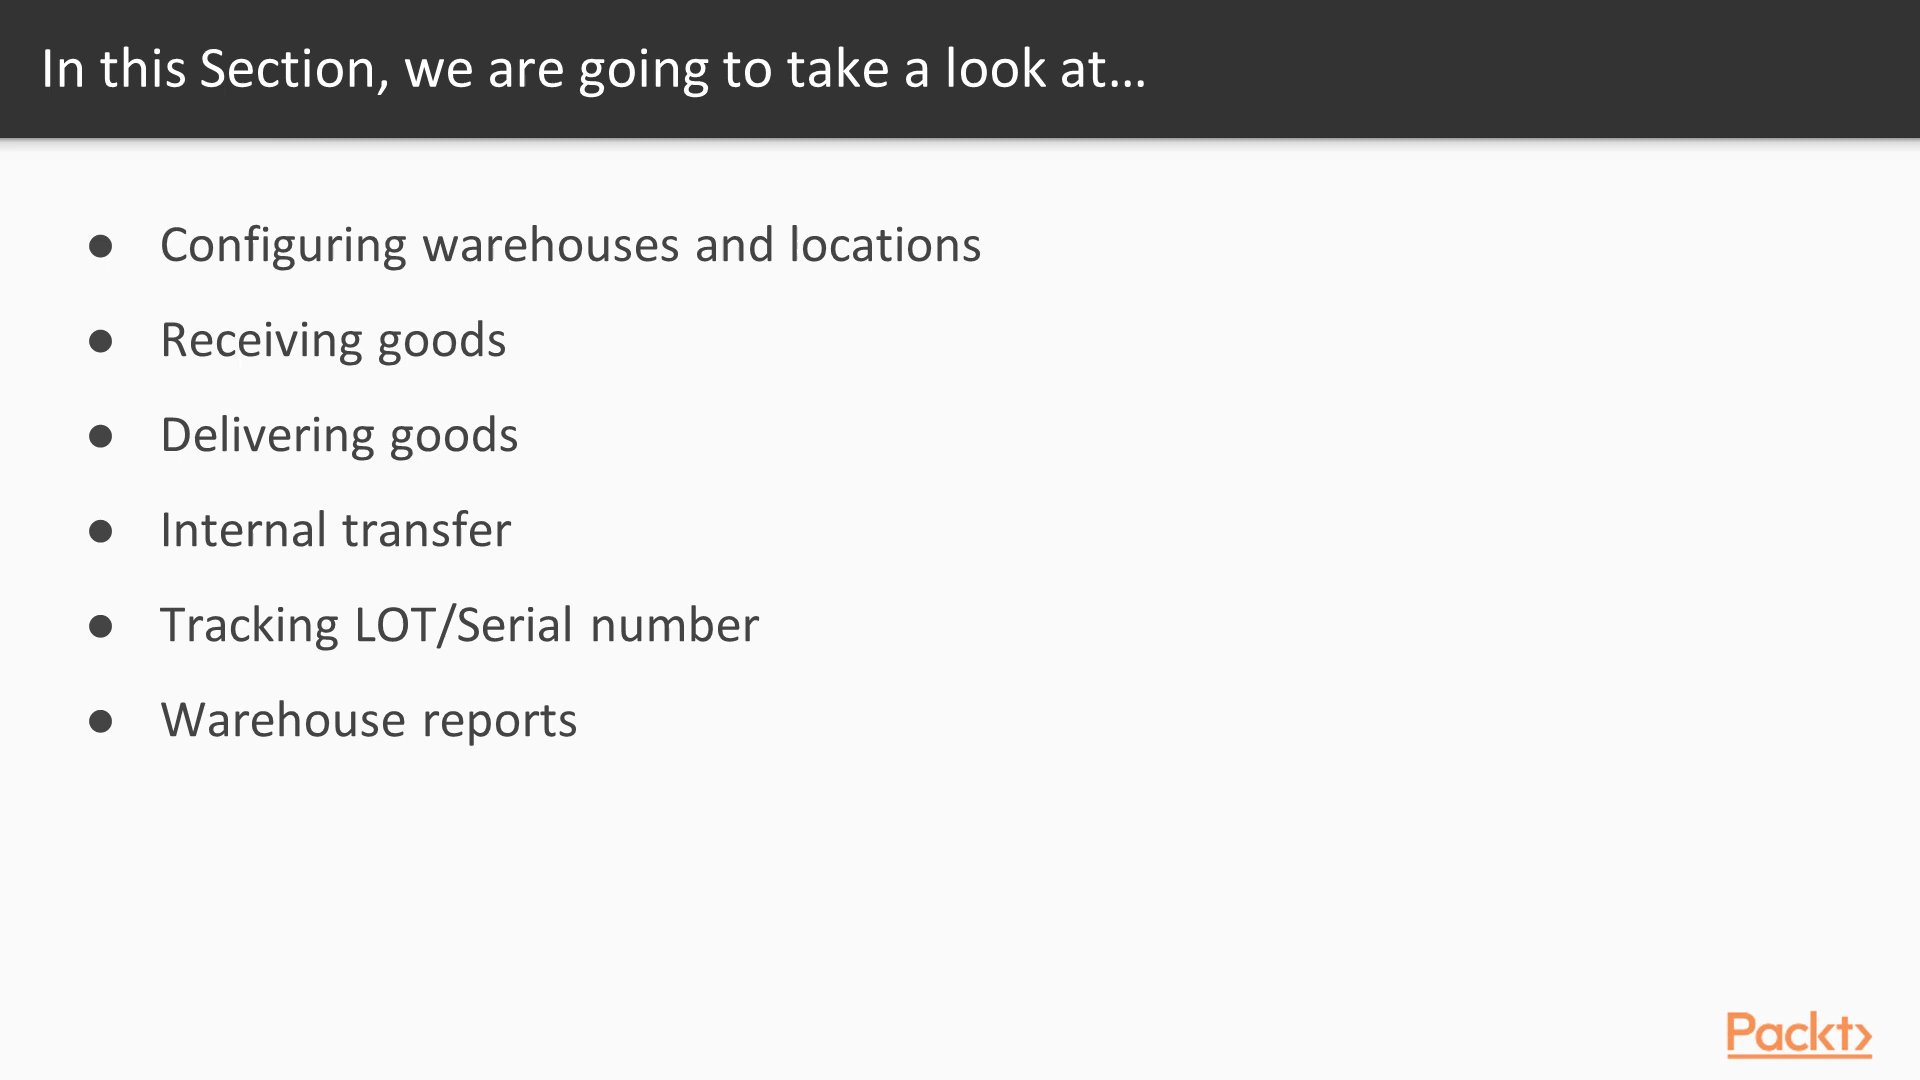 In this Section, we are going to take a look at...
● Configuring warehouses and locations
● Receiving goods
● Delivering goods
● Internal transfer
● Tracking LOT/Serial number
● Warehouse reports
Packt>